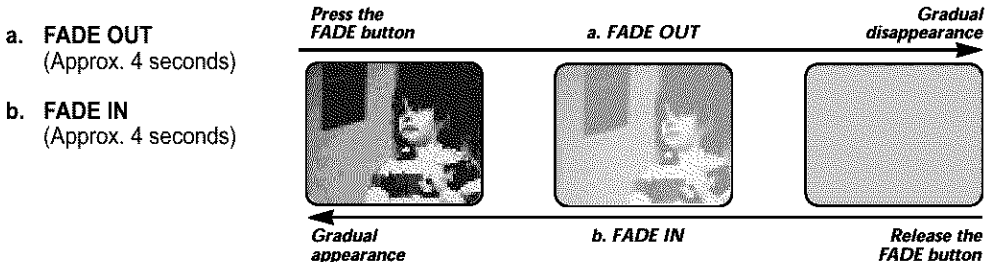 a. FADE OUT
(Approx. 4 seconds)
b. FADE IN
(Approx. 4 seconds)
Press the
FADE button
a. FADE OUT
Gradual
disappearance
Gradual
appearance
b. FADE IN
Release the
FADE button